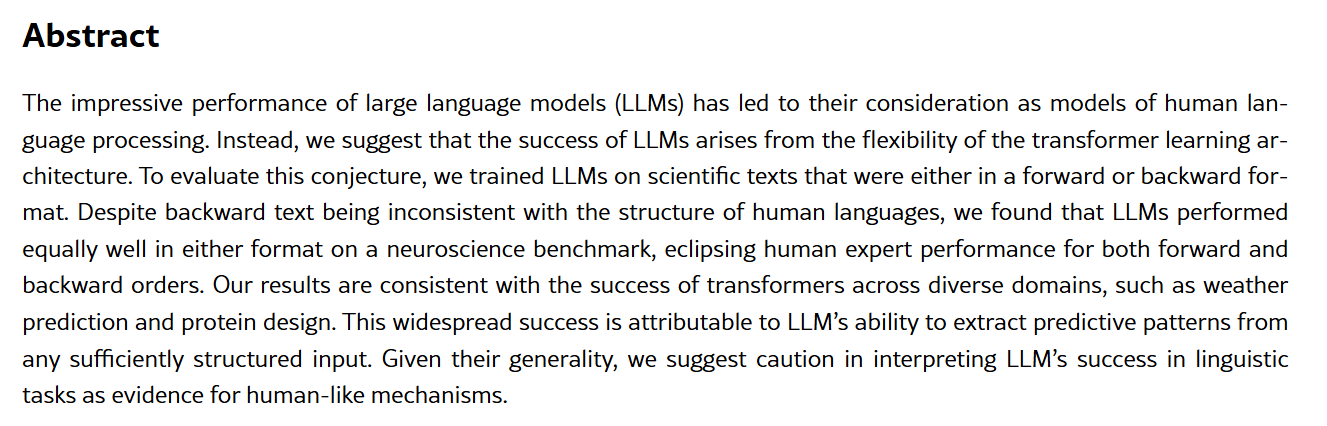 Abstract
The impressive performance of large language models (LLMs) has led to their consideration as models of human lan-
guage processing. Instead, we suggest that the success of LLMs arises from the flexibility of the transformer learning ar-
chitecture. To evaluate this conjecture, we trained LLMs on scientific texts that were either in a forward or backward for-
mat. Despite backward text being inconsistent with the structure of human languages, we found that LLMs performed
equally well in either format on a neuroscience benchmark, eclipsing human expert performance for both forward and
backward orders. Our results are consistent with the success of transformers across diverse domains, such as weather
prediction and protein design. This widespread success is attributable to LLM’s ability to extract predictive patterns from
any sufficiently structured input. Given their generality, we suggest caution in interpreting LLM’s success in linguistic
tasks as evidence for human-like mechanisms.